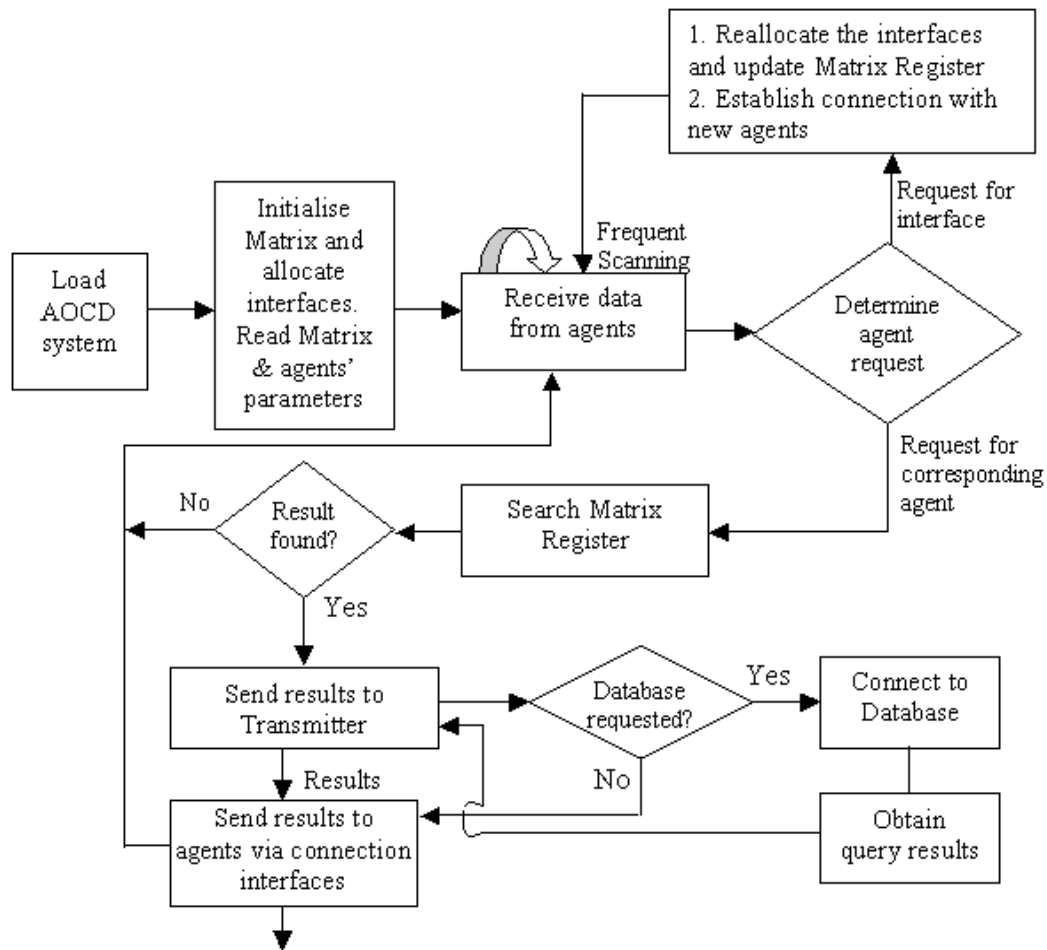 1. Reallocate the interfaces
and update Matrix Register
2. Establish connection with
new agents
Request for
interface
Initialise
Matrix and
allocate
interfaces.
Read Matrix
& agents'
parameters
Frequent
Scanning
Load
AOCD
system
Receive data
from agents
Determine
agent
request
Request for
corresponding
agent
No
Result
found?
Search Matrix
Register
Yes
Send results to
Transmitter
Database
requested?
Yes
Connect to
Database
Results
No
Send results to
agents via connection
interfaces
Obtain
query results